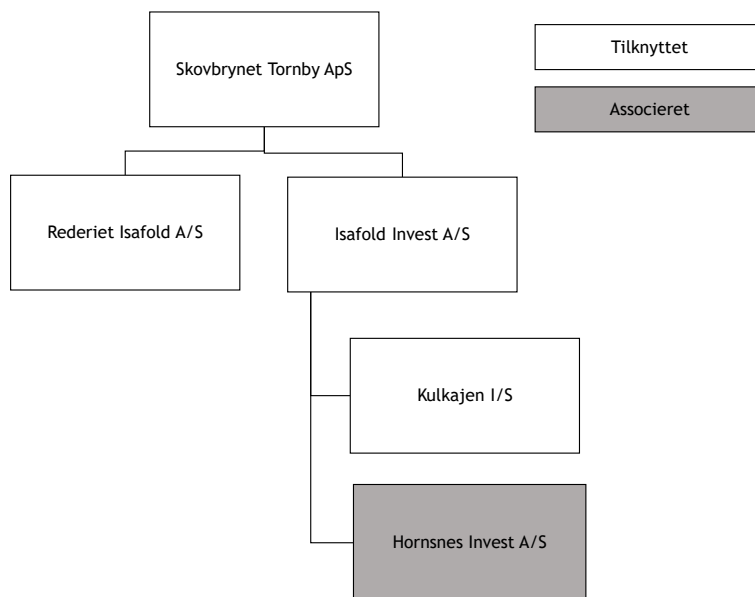 Skovbrynet Tornby ApS
Tilknyttet
Associeret
Rederiet Isafold A/S
Isafold Invest A/S
Kulkajen I/S
Hornsnes Invest A/S